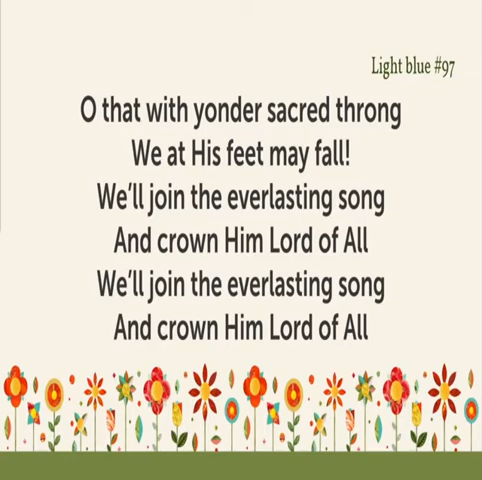 Light blue #97
O that with yonder sacred throng
We at His feet may fall!
We'll join the everlasting song
And crown Him Lord of All
We'll join the everlasting song
And crown Him Lord of All